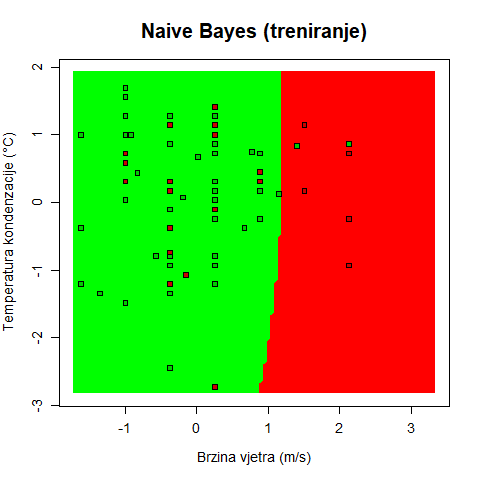 Naive Bayes (treniranje)
Temperatura kondenzacije (°C)
2
1
0
-1
-2
-3
-1 0 1 2 3
Brzina vjetra (m/s)